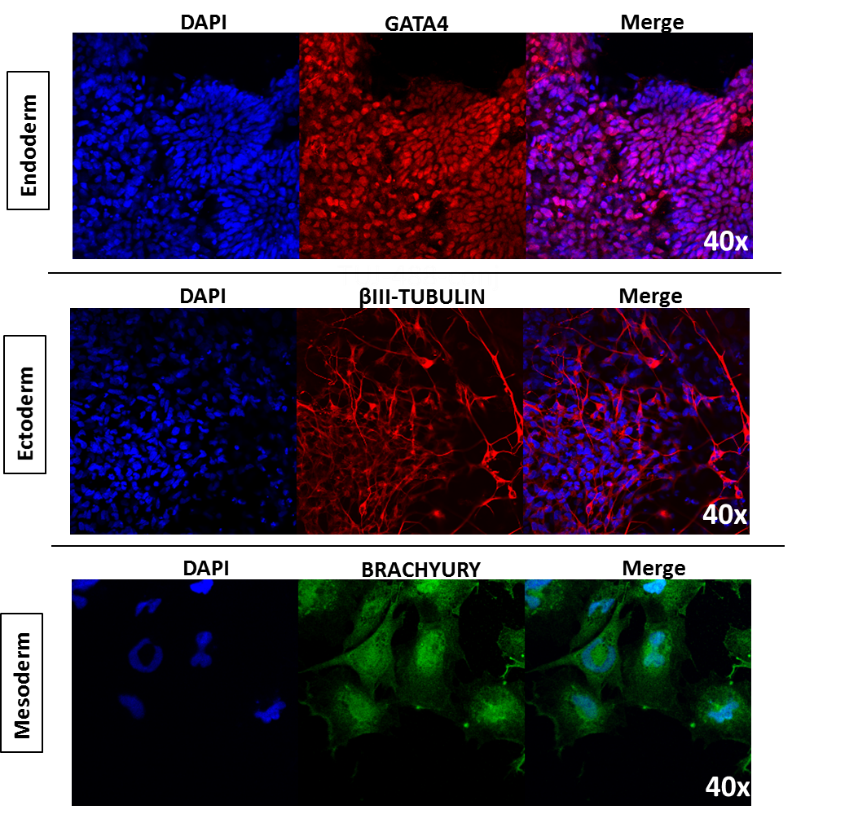 DAPI GATA4 Merge
Endoderm
40x
DAPI βIII-TUBULIN Merge
Ectoderm
40x
DAPI BRACHYURY Merge
Mesoderm
40x